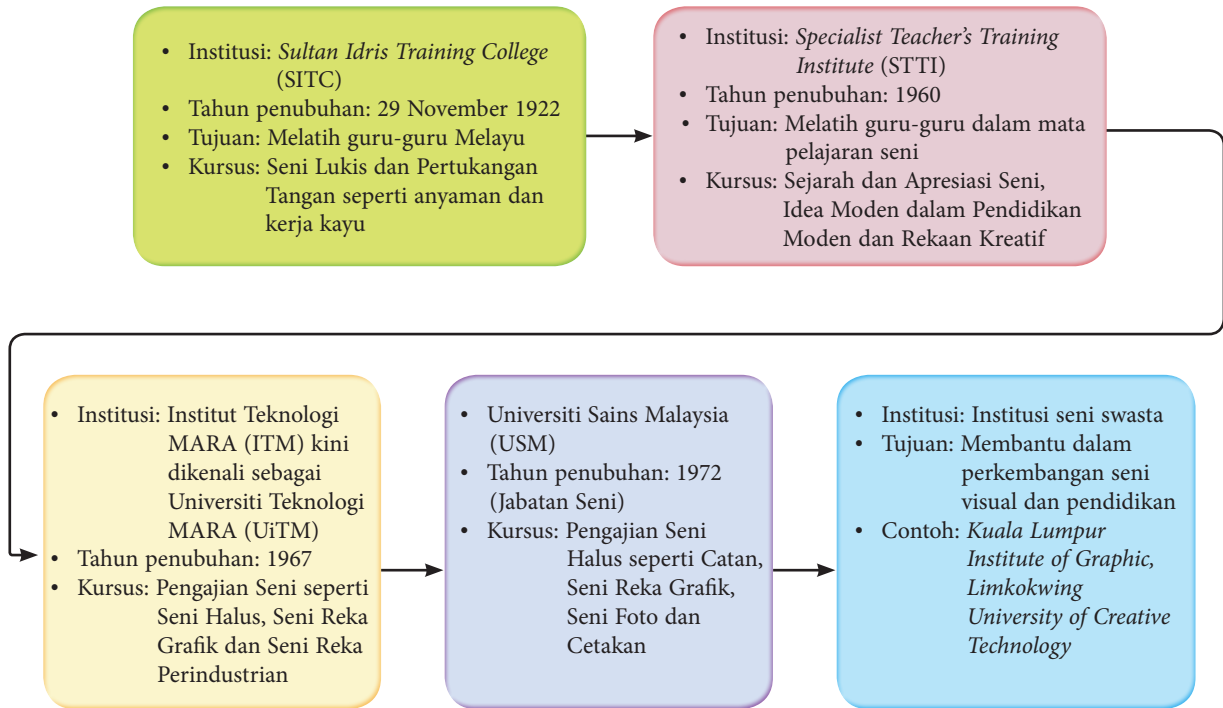 • Institusi: Sultan Idris Training College
(SITC)
• Tahun penubuhan: 29 November 1922
• Tujuan: Melatih guru-guru Melayu
• Kursus: Seni Lukis dan Pertukangan
Tangan seperti anyaman dan
kerja kayu
• Institusi: Specialist Teacher's Training
Institute (STTI)
• Tahun penubuhan: 1960
• Tujuan: Melatih guru-guru dalam mata
pelajaran seni
• Kursus: Sejarah dan Apresiasi Seni,
Idea Moden dalam Pendidikan
Moden dan Rekaan Kreatif
• Institusi: Institut Teknologi
MARA (ITM) kini
dikenali sebagai
Universiti Teknologi
MARA (UiTM)
• Tahun penubuhan: 1967
• Kursus: Pengajian Seni seperti
Seni Halus, Seni Reka
Grafik dan Seni Reka
Perindustrian
• Universiti Sains Malaysia
(USM)
• Tahun penubuhan: 1972
(Jabatan Seni)
• Kursus: Pengajian Seni
Halus seperti Catan,
Seni Reka Grafik,
Seni Foto dan
Cetakan
• Institusi: Institusi seni swasta
• Tujuan: Membantu dalam
perkembangan seni
visual dan pendidikan
• Contoh: Kuala Lumpur
Institute of Graphic,
Limkokwing
University of Creative
Technology